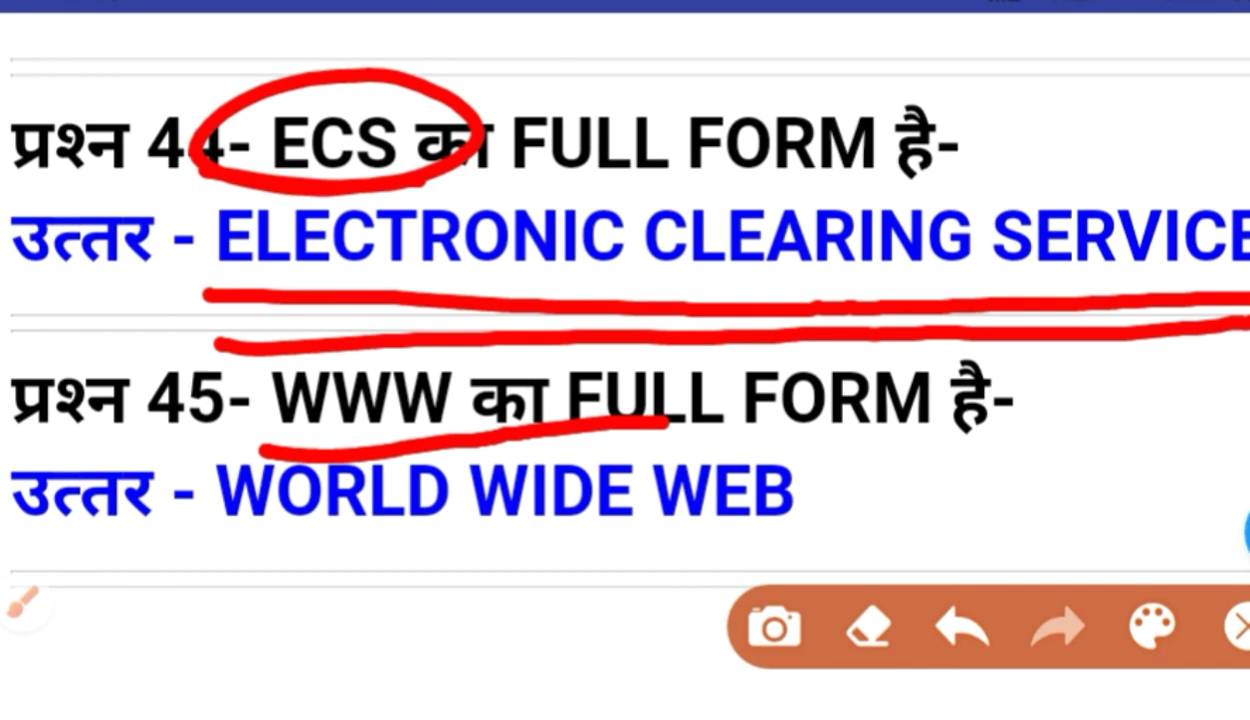 प्रश्न 44- ECS का FULL FORM है-
उत्तर - ELECTRONIC CLEARING SERVICE
प्रश्न 45- WWW का FULL FORM है-
उत्तर - WORLD WIDE WEB